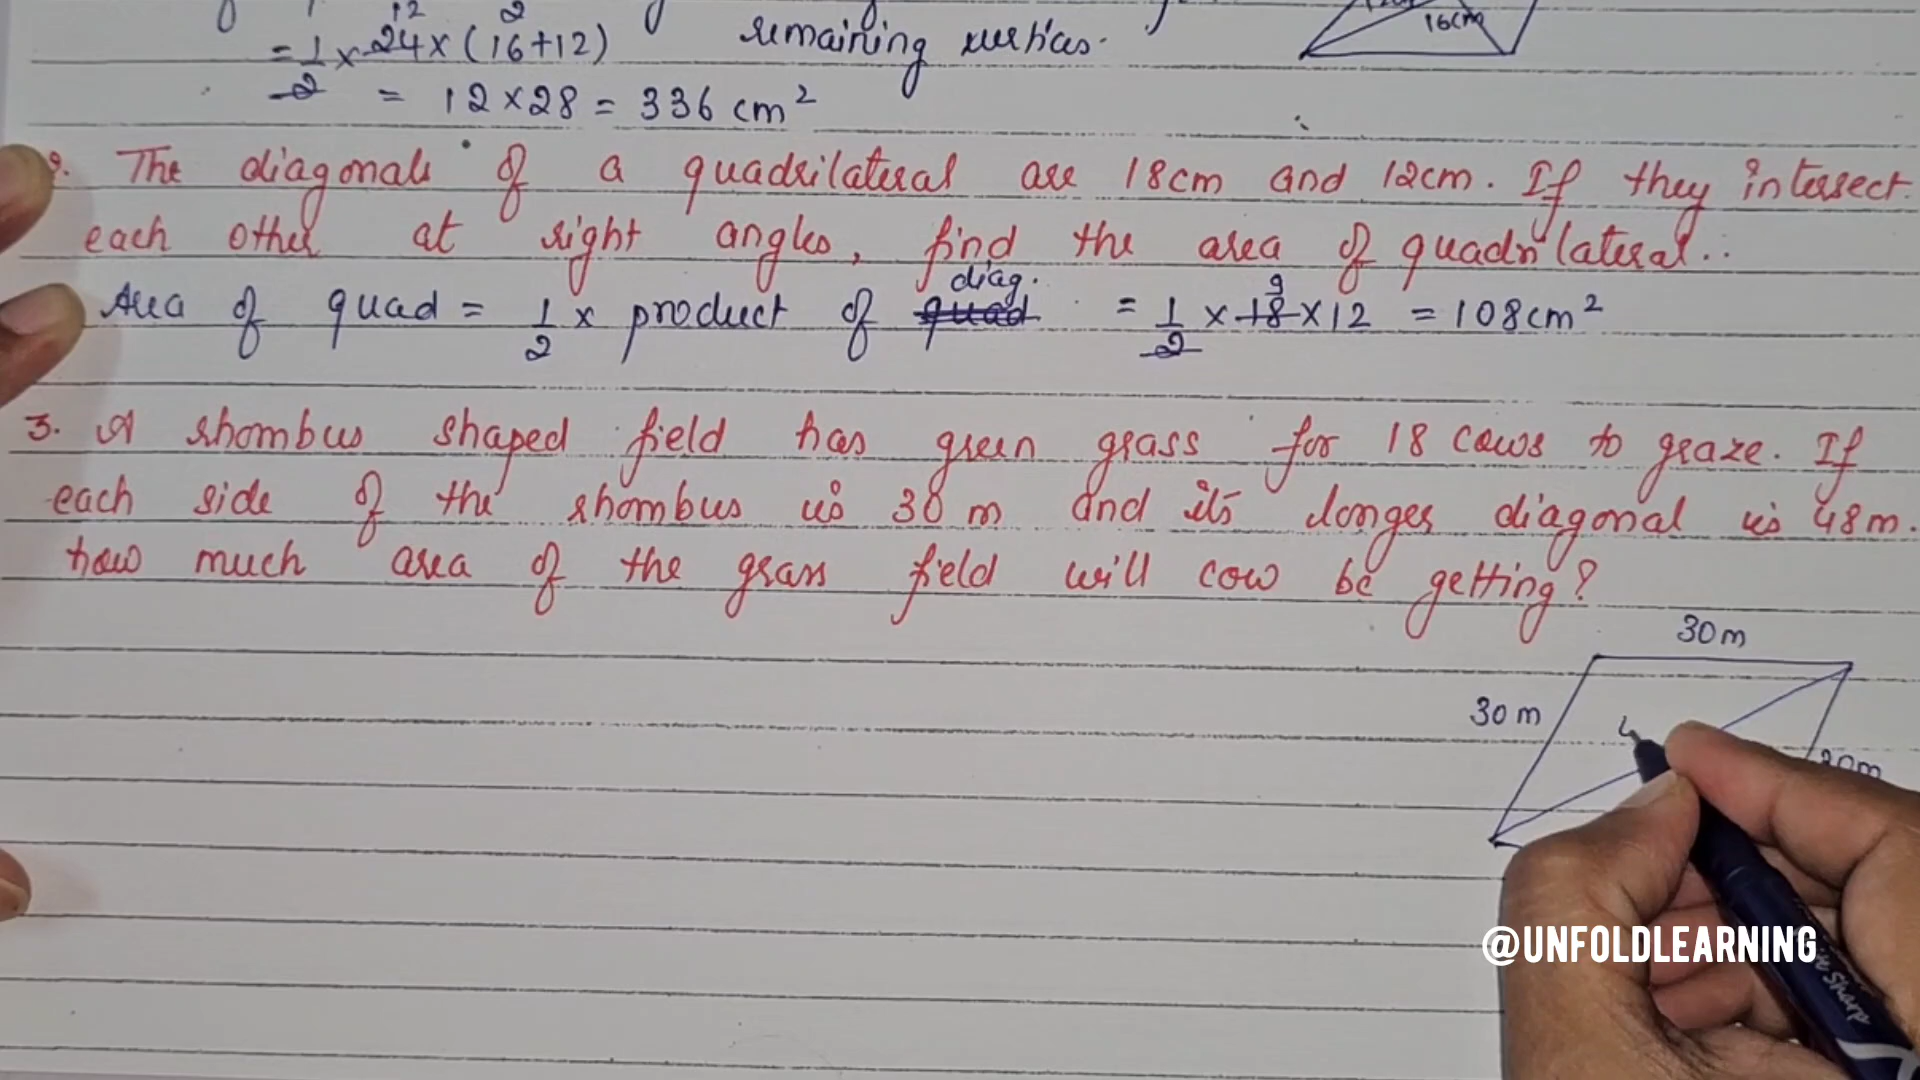 12 2
= 1/2 × 24 × (16+12) remaining vertices.
16cm
= 12×28 = 336 cm²
The diagonals of a quadrilateral are 18cm and 12cm. If they intersect
each other at right angles, find the area of quadrilateral..
diag. 9
Area of quad = 1/2 × product of quad = 1/2 × 18 × 12 = 108cm²
3. A rhombus shaped field has green grass for 18 cows to graze. If
each side of the rhombus is 30 m and its longer diagonal is 48m.
how much area of the grass field will cow be getting?
30m
30 m
@UNFOLDLEARNING